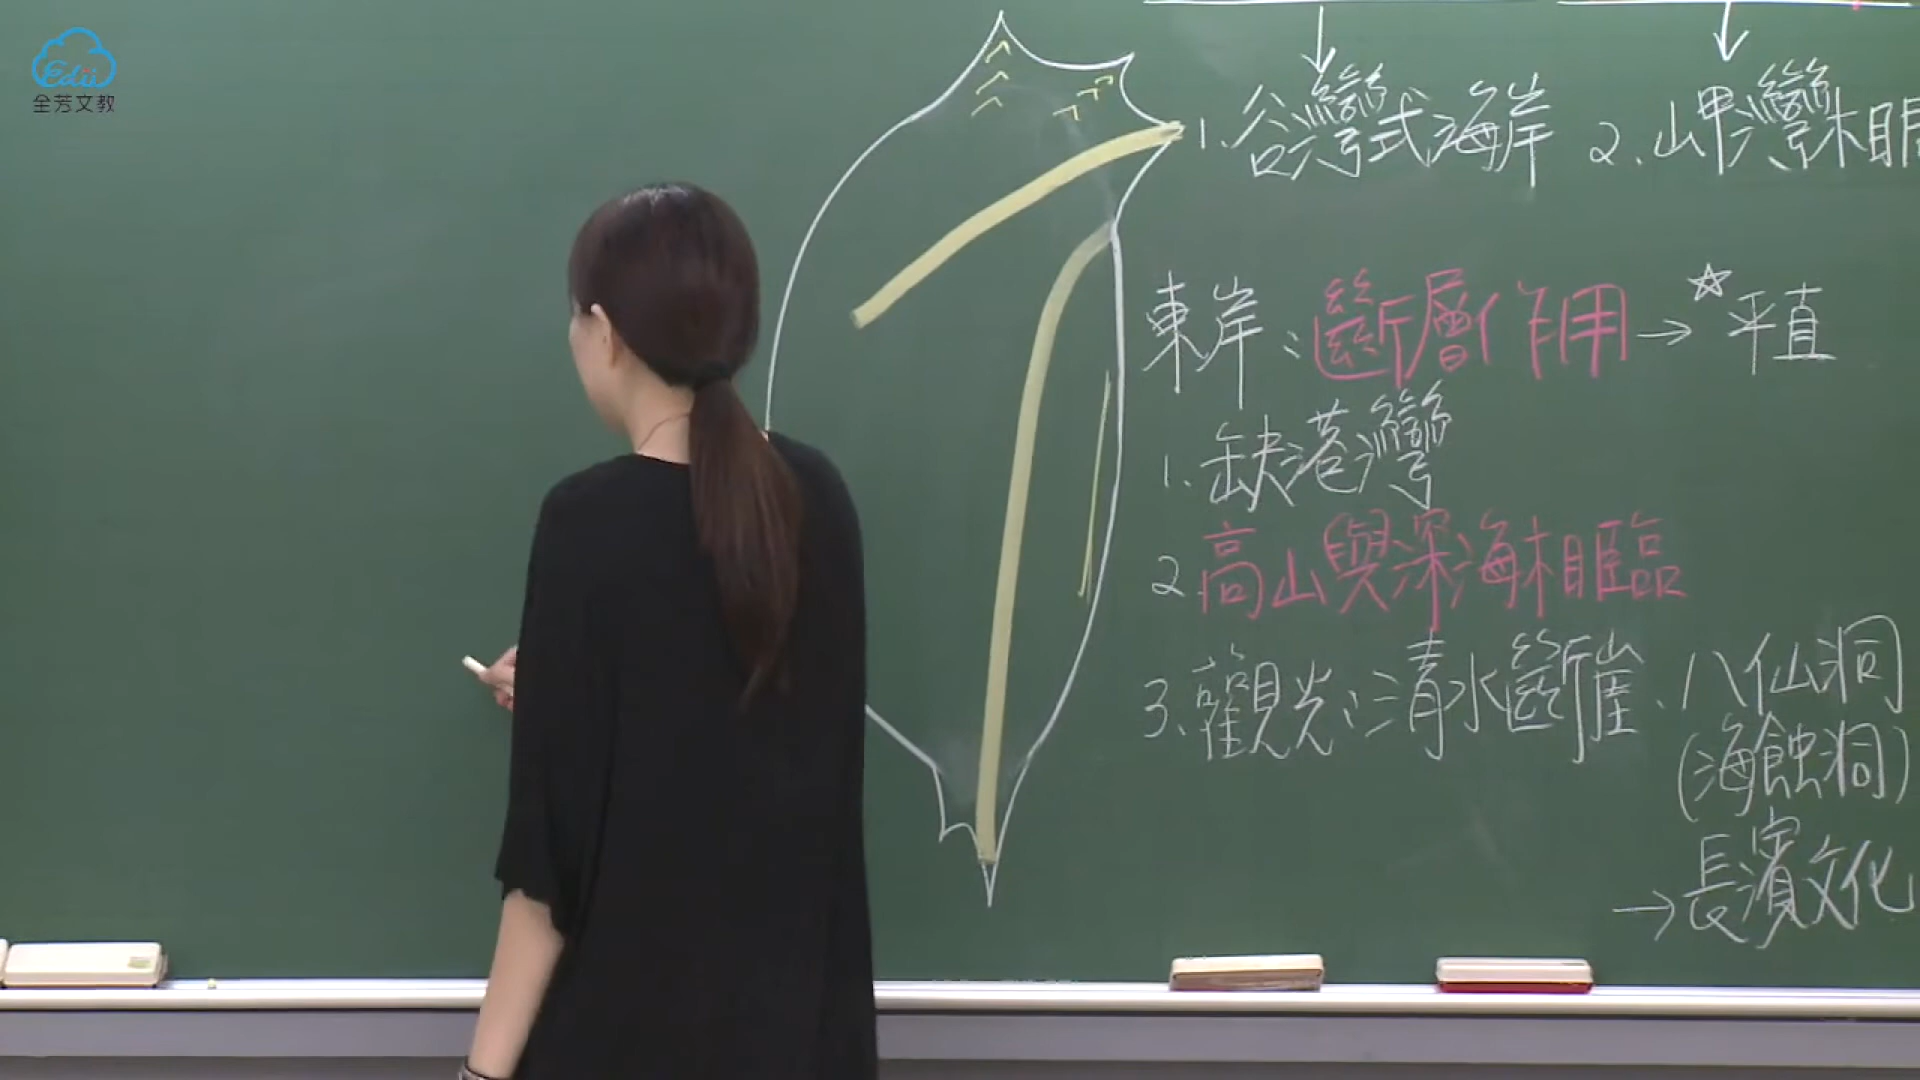 Edu
全芳文教
1.谷灣式海岸 2.岬灣相間
東岸:斷層作用→☆平直
1.缺港灣
2.高山與深海相臨
3.觀光:清水斷崖、八仙洞
(海蝕洞)
→長濱文化